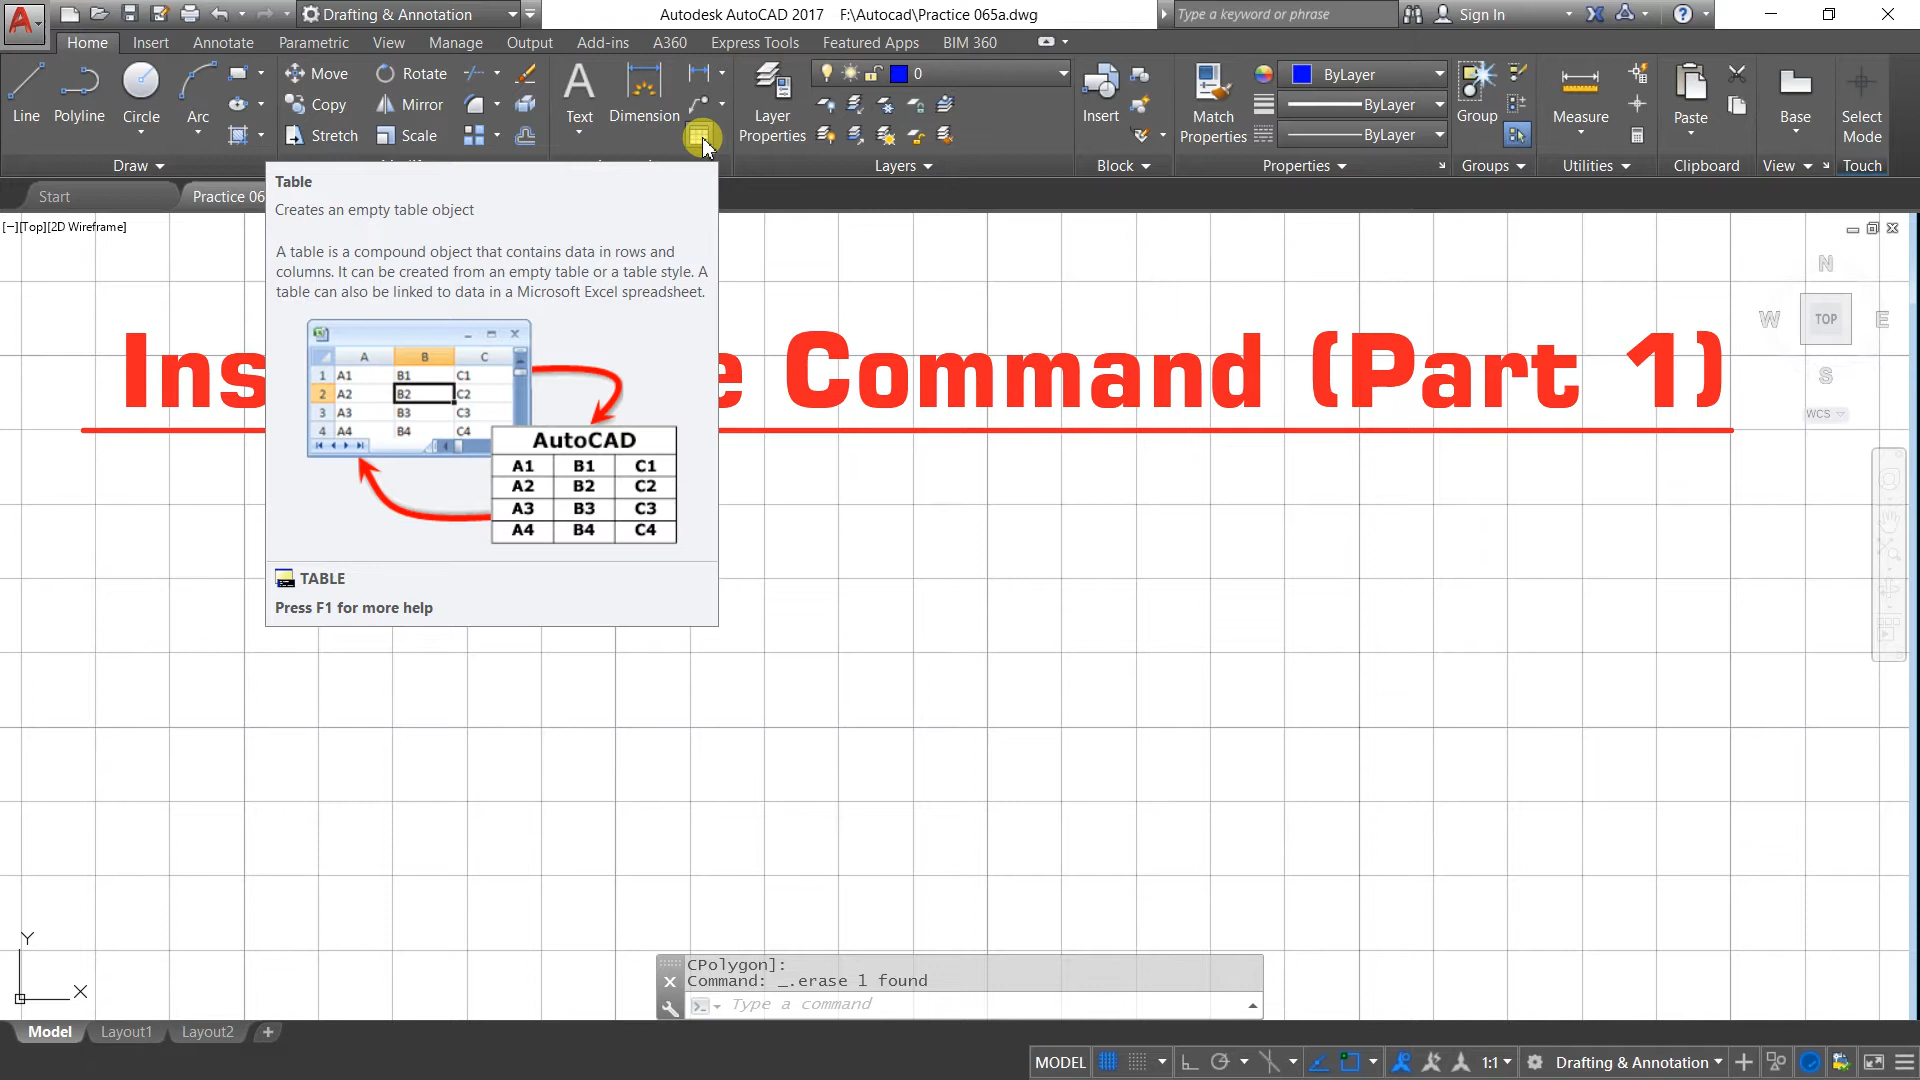 Drafting & Annotation
Autodesk AutoCAD 2017 F:\Autocad\Practice 065a.dwg
Type a keyword or phrase
Sign In
Home Insert Annotate Parametric View Manage Output Add-ins A360 Express Tools Featured Apps BIM 360
Line Polyline Circle Arc
Move Rotate
Copy Mirror
Stretch Scale
Text Dimension
Layer Properties
0
Insert
Match Properties
ByLayer
ByLayer
ByLayer
Group
Measure
Paste
Base
Select Mode
Draw Layers Block Properties Groups Utilities Clipboard View Touch
Start Practice 06
[−][Top][2D Wireframe]
Table
Creates an empty table object
A table is a compound object that contains data in rows and
columns. It can be created from an empty table or a table style. A
table can also be linked to data in a Microsoft Excel spreadsheet.
A B C
1 A1 B1 C1
2 A2 B2 C2
3 A3 B3 C3
4 A4 B4 C4
AutoCAD
A1 B1 C1
A2 B2 C2
A3 B3 C3
A4 B4 C4
TABLE
Press F1 for more help
Ins e Command (Part 1)
N
W TOP E
S
WCS
Y
X
CPolygon]:
Command: _.erase 1 found
Type a command
Model Layout1 Layout2 +
MODEL 1:1 Drafting & Annotation